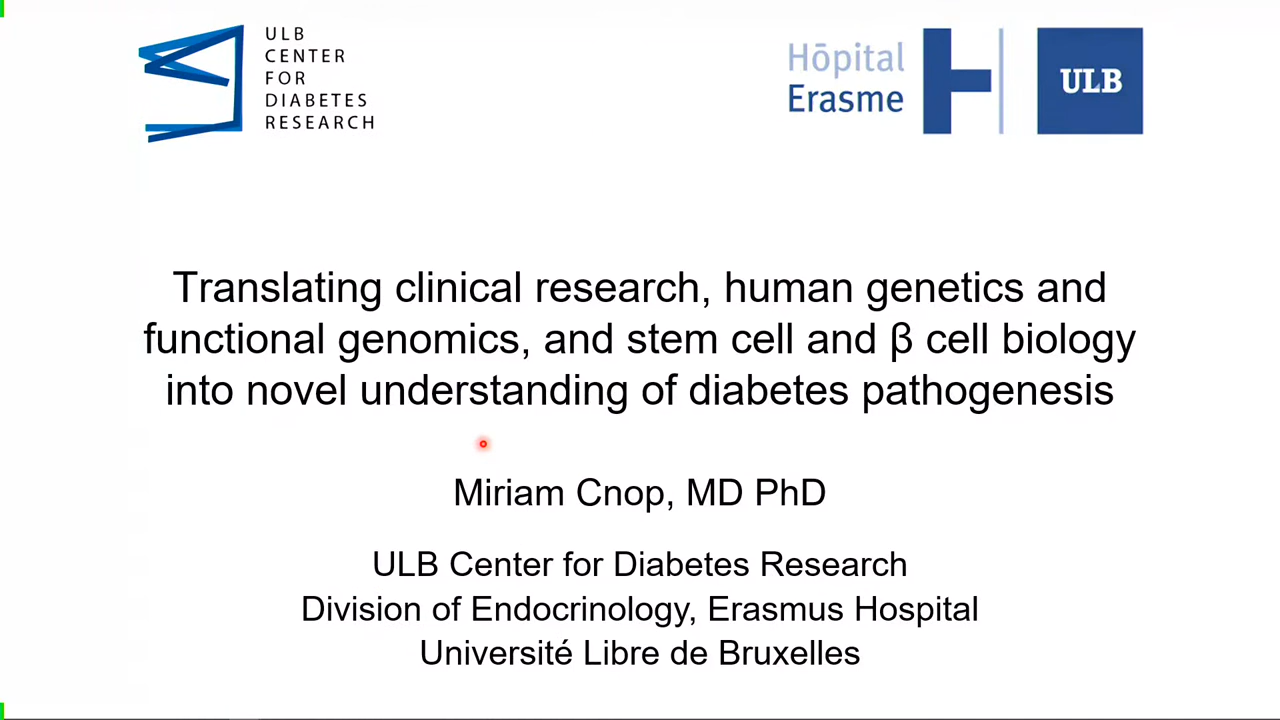 ULB
CENTER
FOR
DIABETES
RESEARCH
Hōpital
Erasme
ULB
Translating clinical research, human genetics and
functional genomics, and stem cell and β cell biology
into novel understanding of diabetes pathogenesis
Miriam Cnop, MD PhD
ULB Center for Diabetes Research
Division of Endocrinology, Erasmus Hospital
Université Libre de Bruxelles